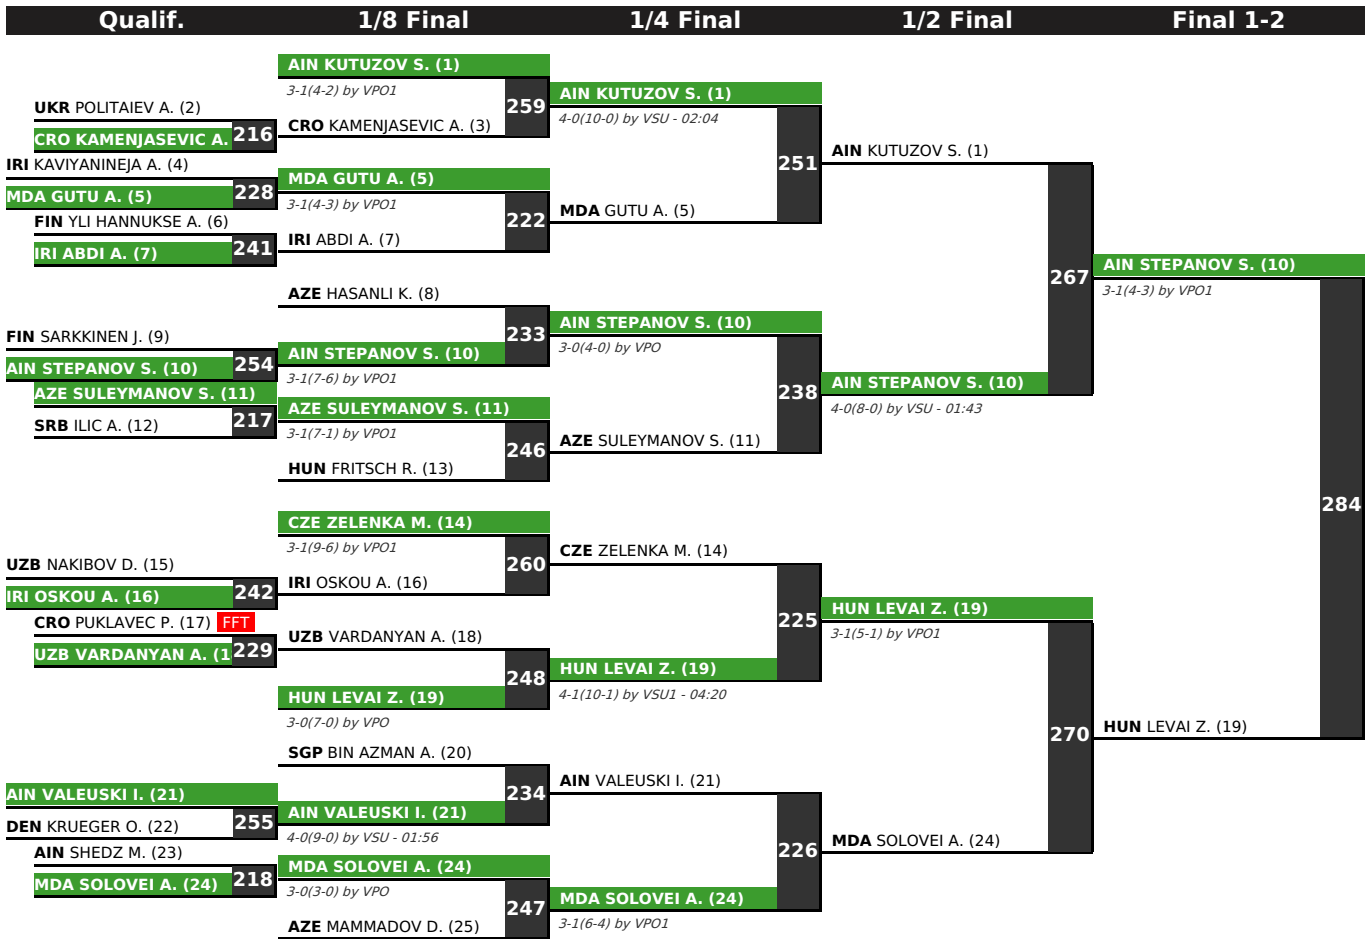 Qualif. 1/8 Final 1/4 Final 1/2 Final Final 1-2
UKR POLITAIEV A. (2)
CRO KAMENJASEVIC A.
216
IRI KAVIYANINEJA A. (4)
MDA GUTU A. (5)
228
FIN YLI HANNUKSE A. (6)
IRI ABDI A. (7)
241
FIN SARKKINEN J. (9)
AIN STEPANOV S. (10)
254
AZE SULEYMANOV S. (11)
SRB ILIC A. (12)
217
UZB NAKIBOV D. (15)
IRI OSKOU A. (16)
242
CRO PUKLAVEC P. (17) FFT
UZB VARDANYAN A. (1
229
AIN VALEUSKI I. (21)
DEN KRUEGER O. (22)
255
AIN SHEDZ M. (23)
MDA SOLOVEI A. (24)
218
AIN KUTUZOV S. (1)
3-1(4-2) by VPO1
CRO KAMENJASEVIC A. (3)
259
MDA GUTU A. (5)
3-1(4-3) by VPO1
IRI ABDI A. (7)
222
AZE HASANLI K. (8)
AIN STEPANOV S. (10)
3-1(7-6) by VPO1
233
AZE SULEYMANOV S. (11)
3-1(7-1) by VPO1
HUN FRITSCH R. (13)
246
CZE ZELENKA M. (14)
3-1(9-6) by VPO1
IRI OSKOU A. (16)
260
UZB VARDANYAN A. (18)
HUN LEVAI Z. (19)
3-0(7-0) by VPO
248
SGP BIN AZMAN A. (20)
AIN VALEUSKI I. (21)
4-0(9-0) by VSU - 01:56
234
MDA SOLOVEI A. (24)
3-0(3-0) by VPO
AZE MAMMADOV D. (25)
247
AIN KUTUZOV S. (1)
4-0(10-0) by VSU - 02:04
MDA GUTU A. (5)
251
AIN STEPANOV S. (10)
3-0(4-0) by VPO
AZE SULEYMANOV S. (11)
238
CZE ZELENKA M. (14)
HUN LEVAI Z. (19)
4-1(10-1) by VSU1 - 04:20
225
AIN VALEUSKI I. (21)
MDA SOLOVEI A. (24)
3-1(6-4) by VPO1
226
AIN KUTUZOV S. (1)
AIN STEPANOV S. (10)
4-0(8-0) by VSU - 01:43
267
HUN LEVAI Z. (19)
3-1(5-1) by VPO1
MDA SOLOVEI A. (24)
270
AIN STEPANOV S. (10)
3-1(4-3) by VPO1
HUN LEVAI Z. (19)
284